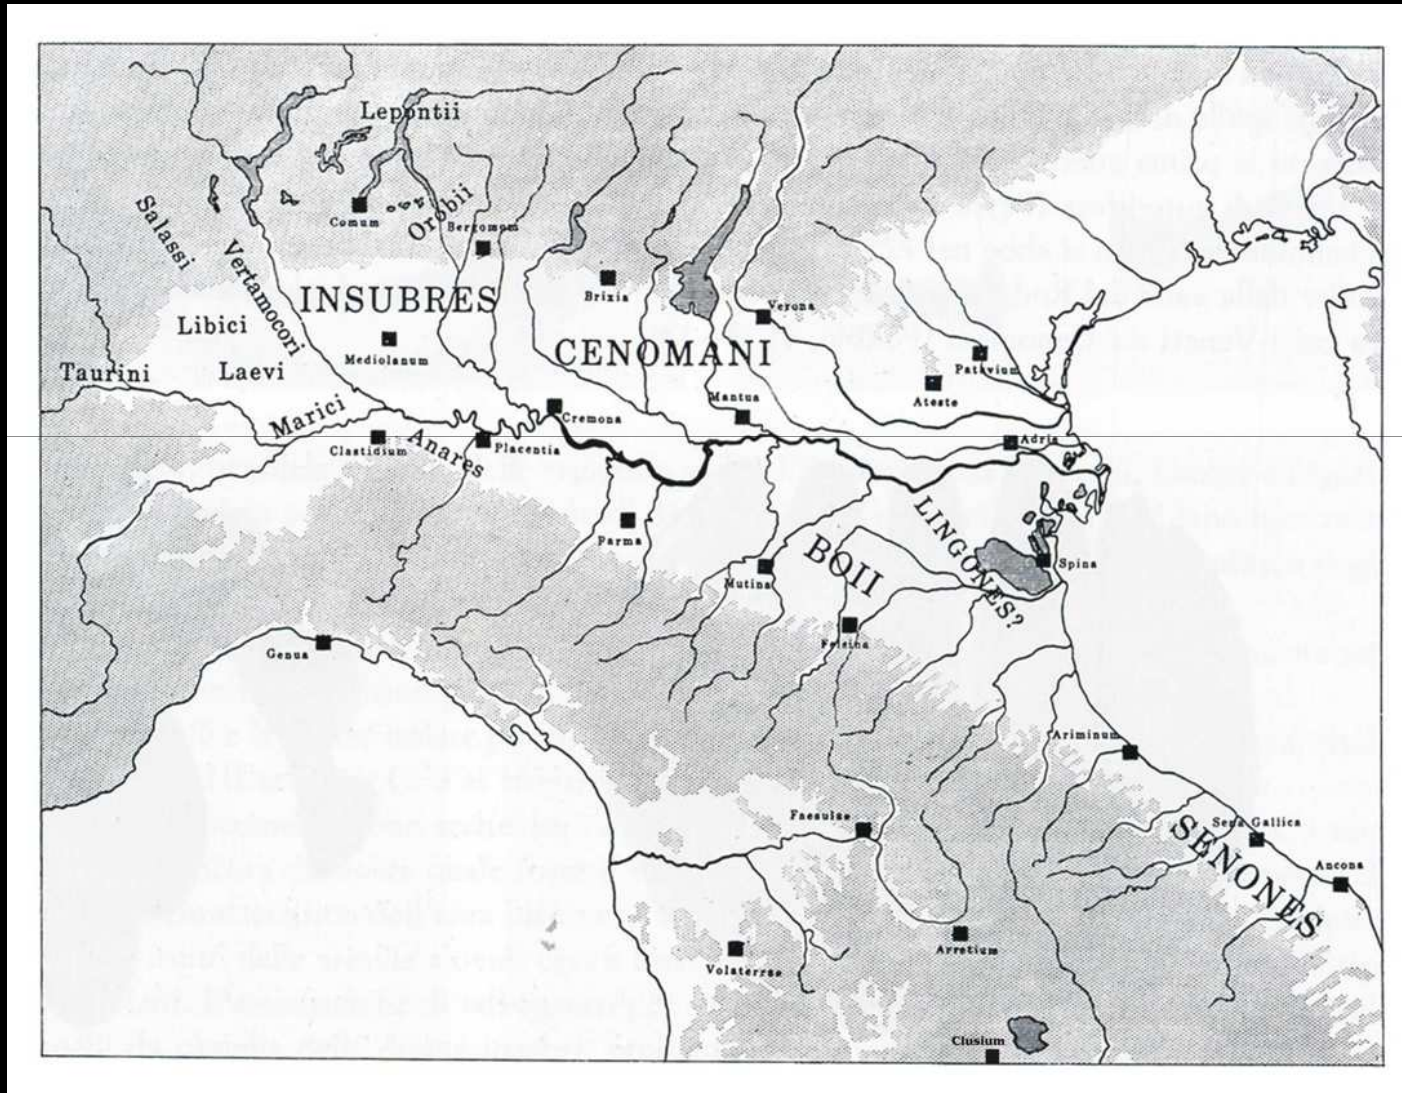 Lepontii
Salassi
Comum
Orobii
Bergomom
Vertamocori
INSUBRES
Brixia
Verona
Libici
Mediolanum
CENOMANI
Taurini
Laevi
Patavium
Ateste
Marici
Mantua
Cremona
Clastidium
Anares
Placentia
Adria
LINGONES?
Parma
BOII
Spina
Mutina
Felsina
Genua
Ariminum
Faesulae
SENONES
Sena Gallica
Ancona
Arretium
Volaterrae
Clusium